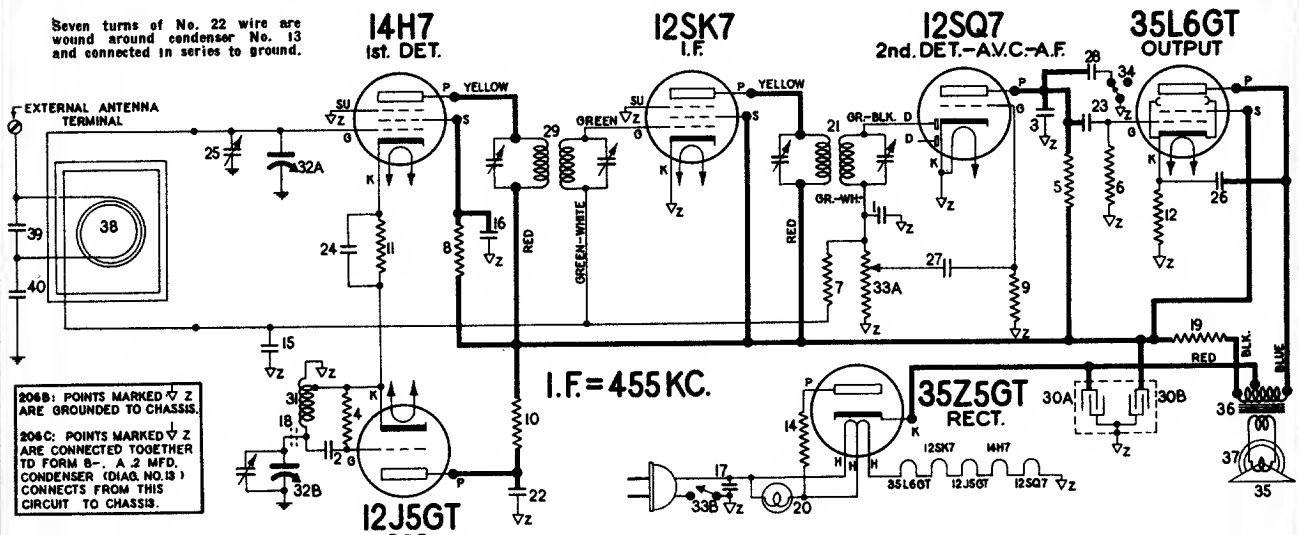 Seven turns of No. 22 wire are
wound around condenser No. 13
and connected in series to ground.
14H7
1st. DET.
12SK7
I.F.
12SQ7
2nd. DET.-A.V.C.-A.F.
35L6GT
OUTPUT
EXTERNAL ANTENNA
TERMINAL
SU
Z
G
P
S
K
YELLOW
25
32A
38
39
40
24
11
8
16
Z
RED
29
GREEN
GREEN-WHITE
SU
Z
G
P
S
K
Z
YELLOW
RED
21
GR.-BLK.
GR.-WH.
D
D
K
Z
P
G
1
Z
7
33A
Z
27
9
Z
3
Z
5
28
34
Z
23
6
Z
G
P
S
K
12
Z
26
15
Z
19
RED
BLK.
BLUE
Z
31
18
4
2
32B
K
G
P
12J5GT
10
22
Z
I.F.=455KC.
206B: POINTS MARKED Z
ARE GROUNDED TO CHASSIS.
206C: POINTS MARKED Z
ARE CONNECTED TOGETHER
TO FORM B-. A .2 MFD.
CONDENSER (DIAG. NO.13)
CONNECTS FROM THIS
CIRCUIT TO CHASSIS.
P
14
K
H
H
H
35Z5GT
RECT.
17
33B
Z
20
35L6GT
12SK7
12J5GT
14H7
12SQ7
Z
30A
30B
Z
36
37
35